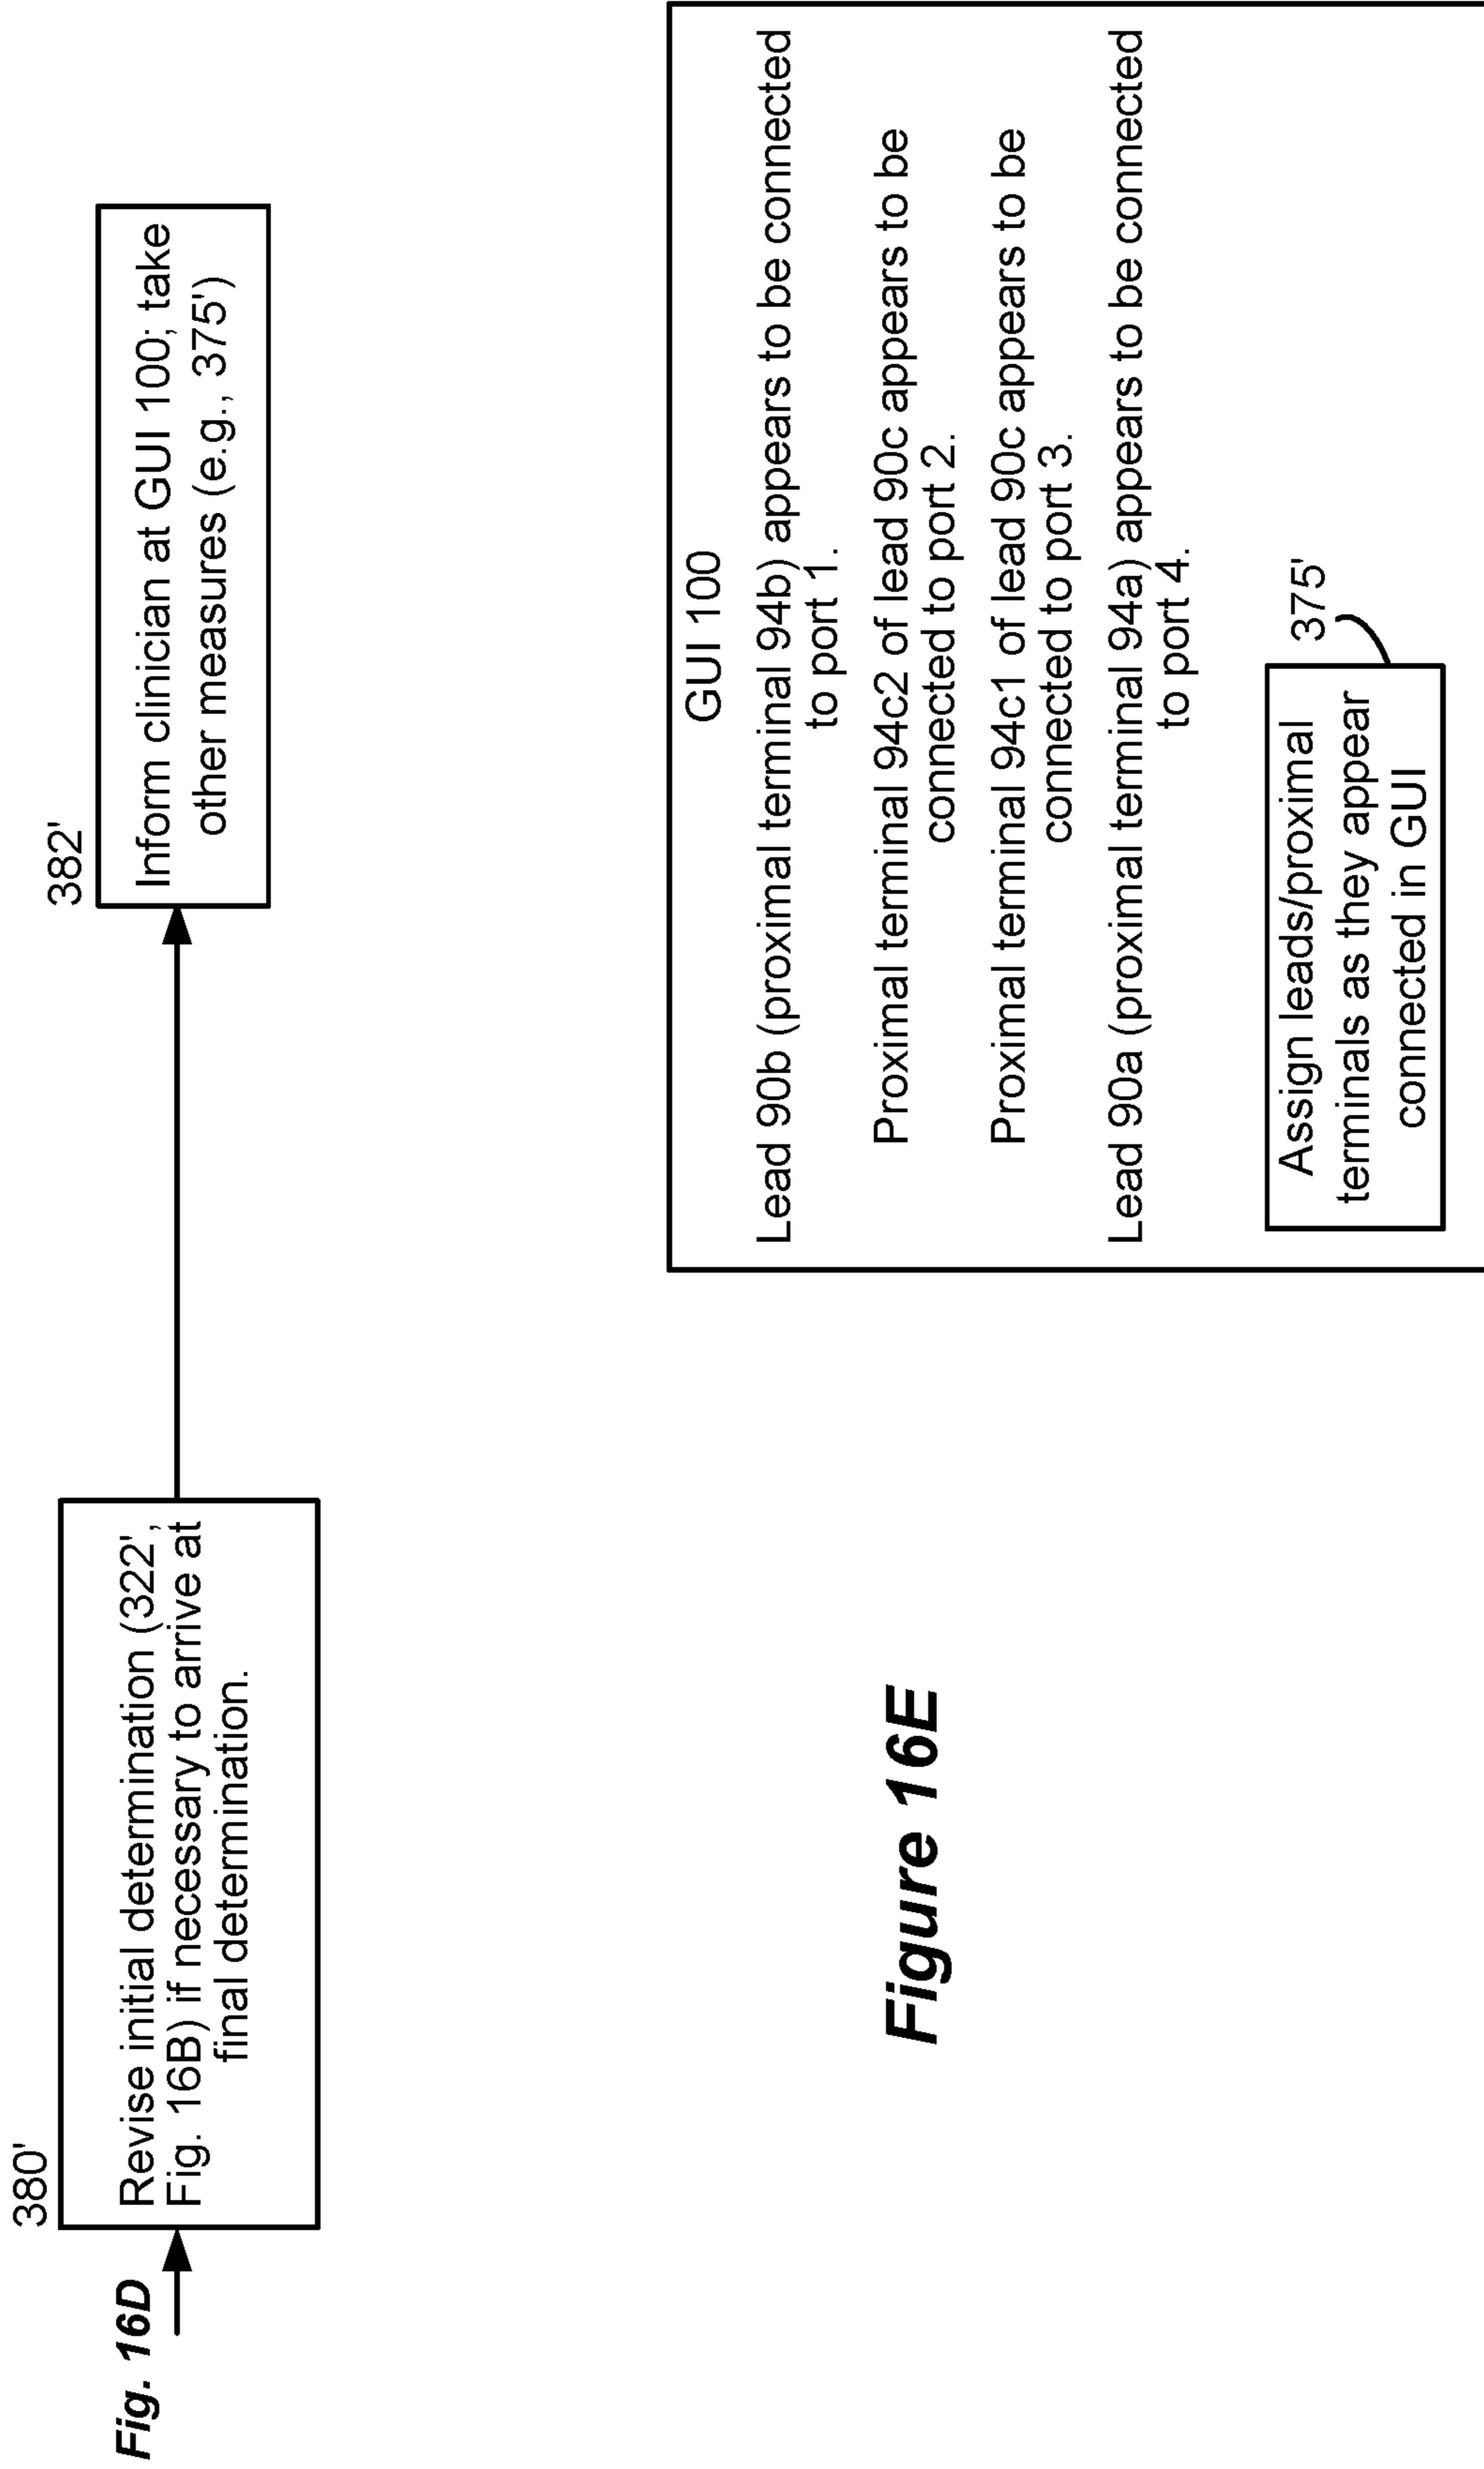 Fig. 16D
380'
Revise initial determination (322',
Fig. 16B) if necessary to arrive at
final determination.
382'
Inform clinician at GUI 100; take
other measures (e.g., 375')
GUI 100
Lead 90b (proximal terminal 94b) appears to be connected
to port 1.
Proximal terminal 94c2 of lead 90c appears to be
connected to port 2.
Proximal terminal 94c1 of lead 90c appears to be
connected to port 3.
Lead 90a (proximal terminal 94a) appears to be connected
to port 4.
Assign leads/proximal
terminals as they appear
connected in GUI
375'
Figure 16E